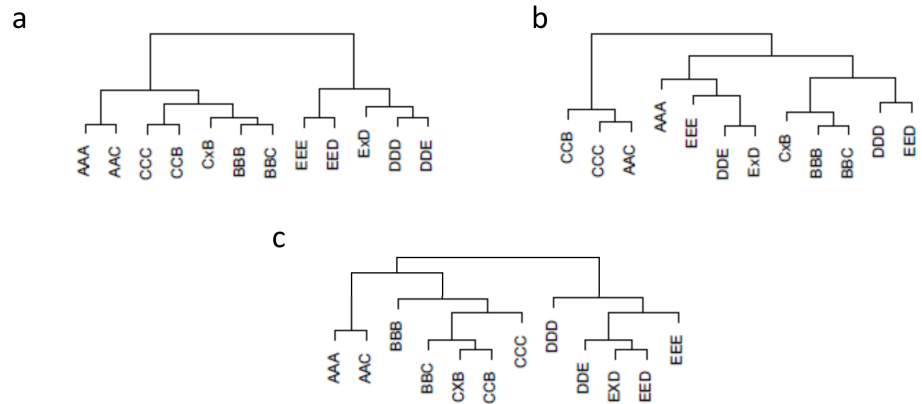 a
AAA
AAC
CCC
CCB
CxB
BBB
BBC
EEE
EED
ExD
DDD
DDE
b
CCB
CCC
AAC
AAA
EEE
DDE
ExD
CxB
BBB
BBC
DDD
EED
c
AAA
AAC
BBB
BBC
CXB
CCB
CCC
DDD
DDE
EXD
EED
EEE